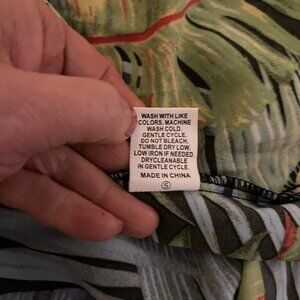 WASH WITH LIKE
COLORS. MACHINE
WASH COLD.
GENTLE CYCLE.
DO NOT BLEACH.
TUMBLE DRY LOW.
LOW IRON IF NEEDED.
DRYCLEANABLE
IN GENTLE CYCLE.
MADE IN CHINA